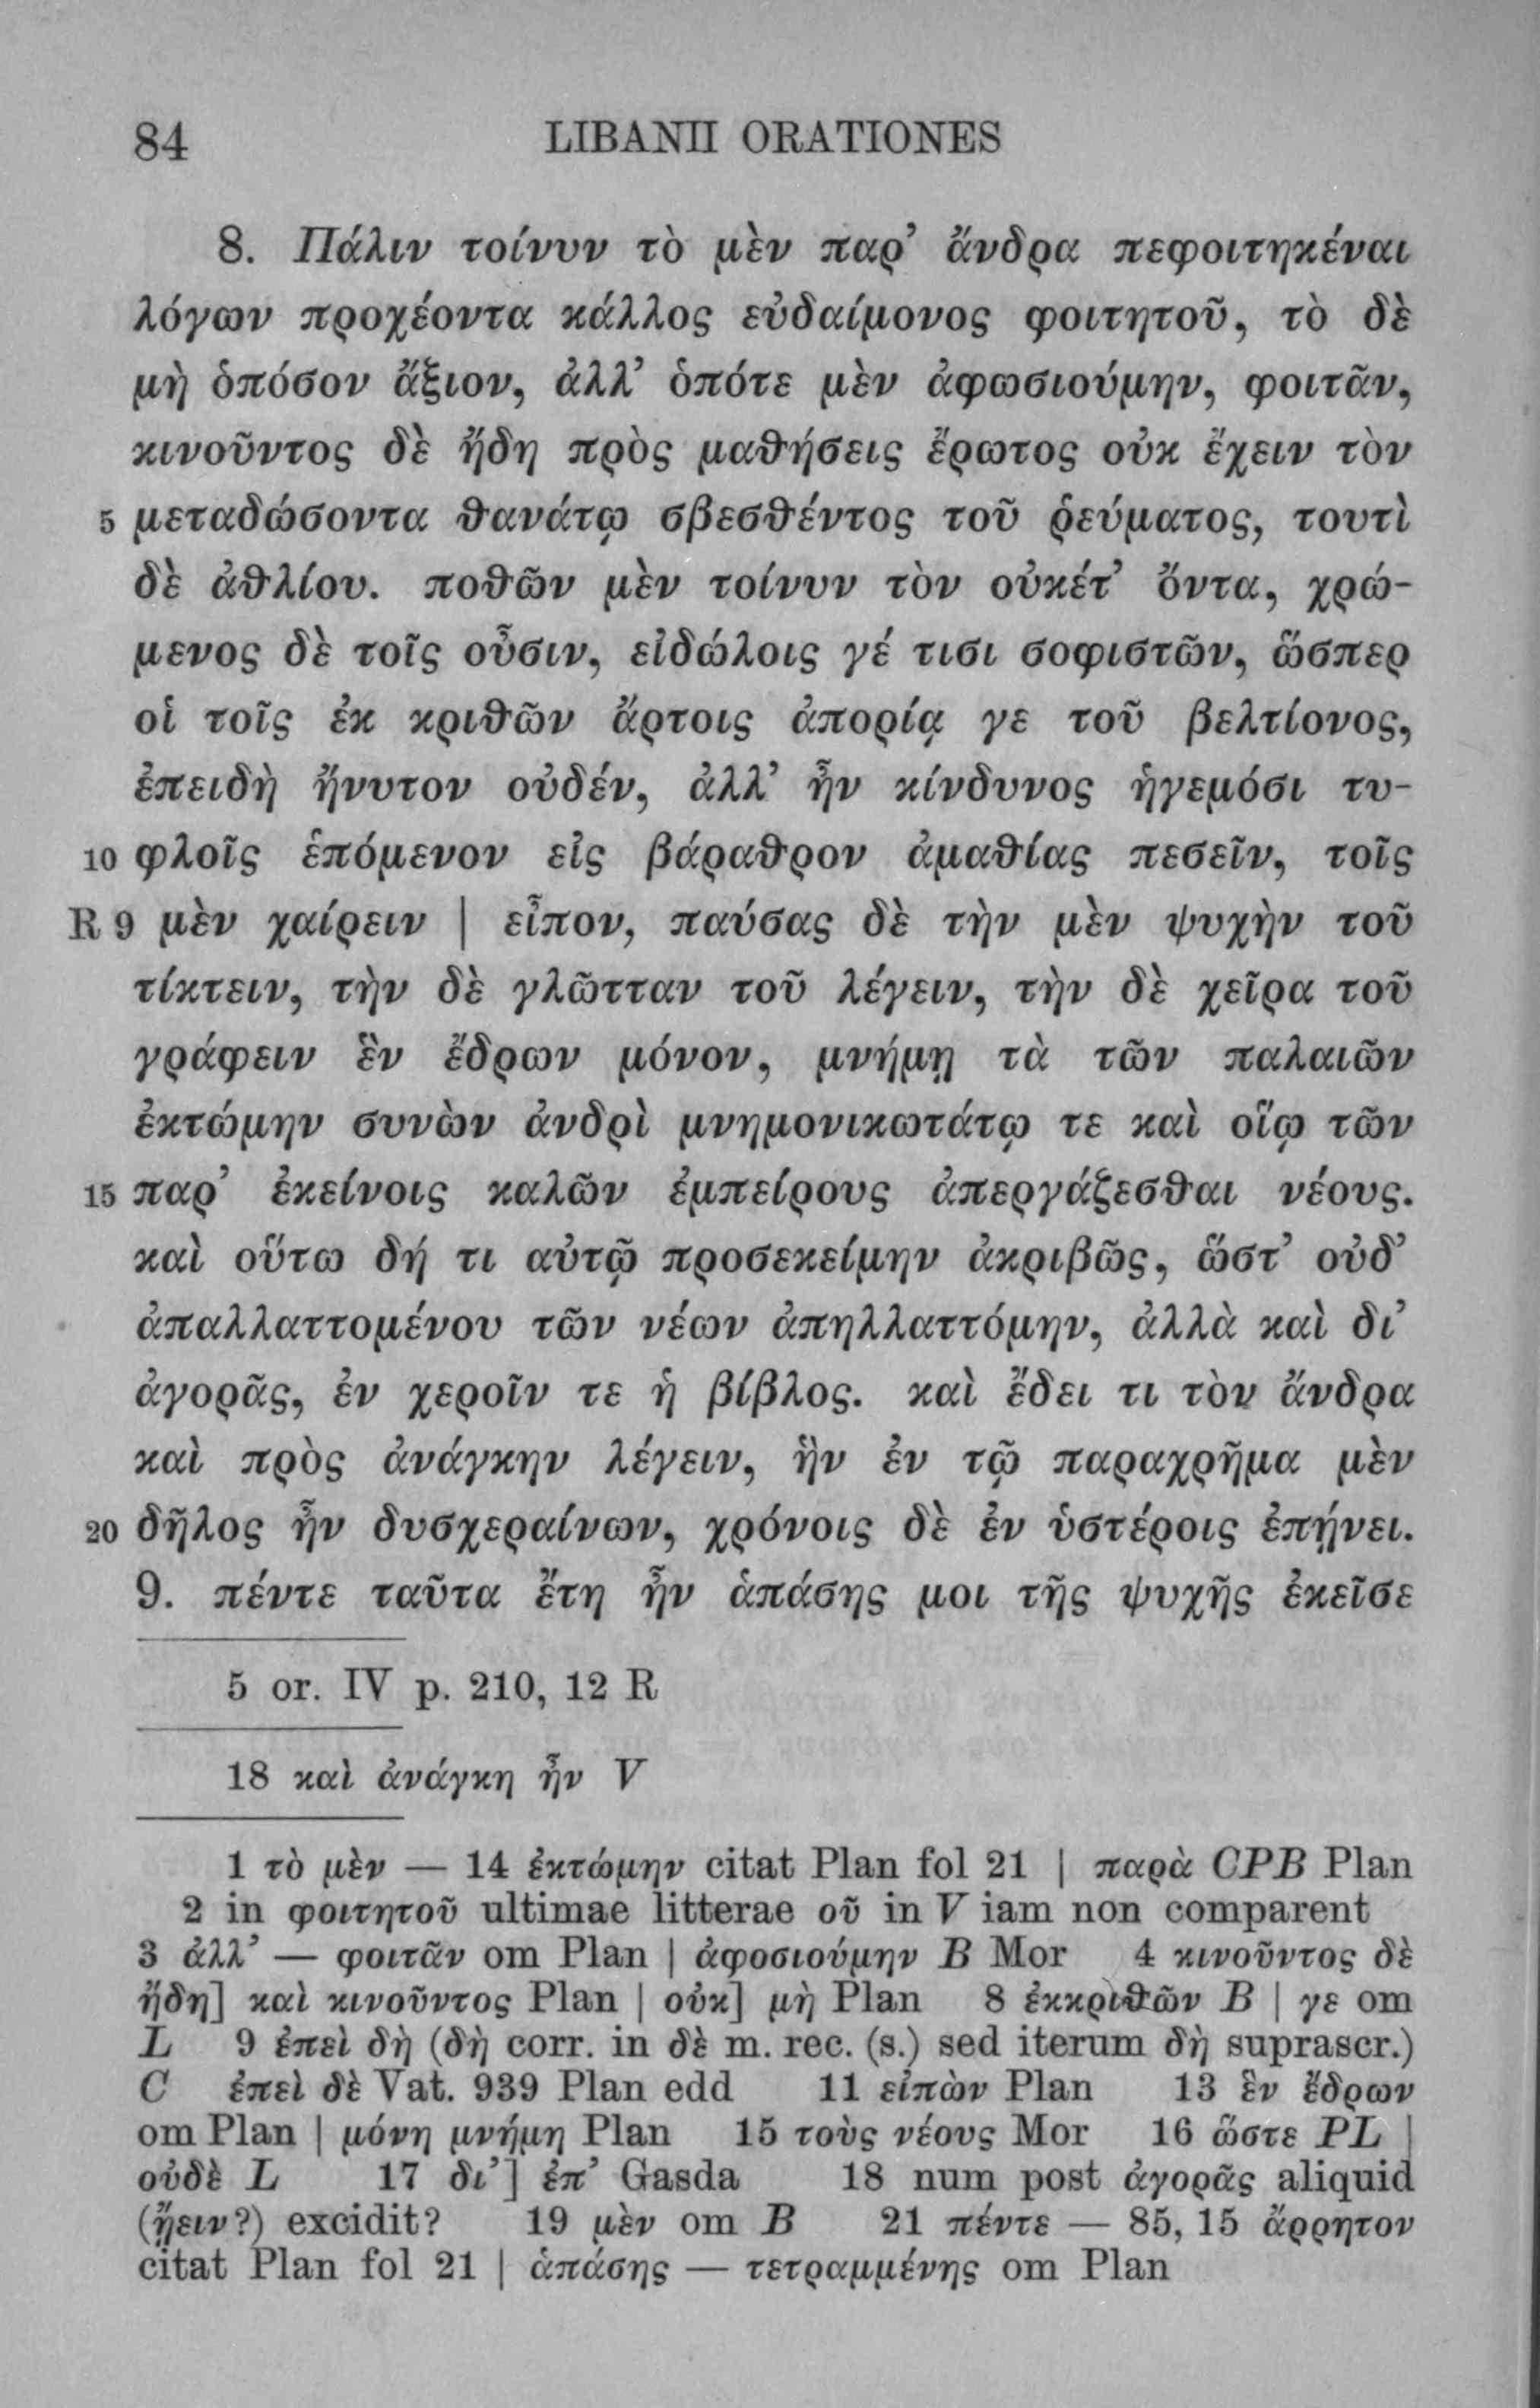 84 LIBANII ORATIONES
8. Πάλιν τοίνυν τὸ μὲν παρ’ ἄνδρα πεφοιτηκέναι
λόγων προχέοντα κάλλος εὐδαίμονος φοιτητοῦ, τὸ δὲ
μὴ ὁπόσον ἄξιον, ἀλλ’ ὁπότε μὲν ἀφωσιούμην, φοιτᾶν,
κινοῦντος δὲ ἤδη πρὸς μαθήσεις ἔρωτος οὐκ ἔχειν τὸν
5 μεταδώσοντα θανάτῳ σβεσθέντος τοῦ ῥεύματος, τουτὶ
δὲ ἀθλίου. ποθῶν μὲν τοίνυν τὸν οὐκέτ’ ὄντα, χρώ-
μενος δὲ τοῖς οὖσιν, εἰδώλοις γέ τισι σοφιστῶν, ὥσπερ
οἱ τοῖς ἐκ κριθῶν ἄρτοις ἀπορίᾳ γε τοῦ βελτίονος,
ἐπειδὴ ἤνυτον οὐδέν, ἀλλ’ ἦν κίνδυνος ἡγεμόσι τυ-
10 φλοῖς ἑπόμενον εἰς βάραθρον ἀμαθίας πεσεῖν, τοῖς
R 9 μὲν χαίρειν | εἶπον, παύσας δὲ τὴν μὲν ψυχὴν τοῦ
τίκτειν, τὴν δὲ γλῶτταν τοῦ λέγειν, τὴν δὲ χεῖρα τοῦ
γράφειν ἓν ἔδρων μόνον, μνήμῃ τὰ τῶν παλαιῶν
ἐκτώμην συνὼν ἀνδρὶ μνημονικωτάτῳ τε καὶ οἵῳ τῶν
15 παρ’ ἐκείνοις καλῶν ἐμπείρους ἀπεργάζεσθαι νέους.
καὶ οὕτω δή τι αὐτῷ προσεκείμην ἀκριβῶς, ὥστ’ οὐδ’
ἀπαλλαττομένου τῶν νέων ἀπηλλαττόμην, ἀλλὰ καὶ δι’
ἀγορᾶς, ἐν χεροῖν τε ἡ βίβλος. καὶ ἔδει τι τὸν ἄνδρα
καὶ πρὸς ἀνάγκην λέγειν, ἣν ἐν τῷ παραχρῆμα μὲν
20 δῆλος ἦν δυσχεραίνων, χρόνοις δὲ ἐν ὑστέροις ἐπῄνει.
9. πέντε ταῦτα ἔτη ἦν ἁπάσης μοι τῆς ψυχῆς ἐκεῖσε
5 or. IV p. 210, 12 R
18 καὶ ἀνάγκη ἦν V
1 τὸ μὲν — 14 ἐκτώμην citat Plan fol 21 | παρὰ CPB Plan
2 in φοιτητοῦ ultimae litterae οῦ in V iam non comparent
3 ἀλλ’ — φοιτᾶν om Plan | ἀφοσιούμην B Mor 4 κινοῦντος δὲ
ἤδη] καὶ κινοῦντος Plan | οὐκ] μὴ Plan 8 ἐκκριθῶν B | γε om
L 9 ἐπεὶ δὴ (δὴ corr. in δὲ m. rec. (s.) sed iterum δὴ suprascr.)
C ἐπεὶ δὲ Vat. 939 Plan edd 11 εἰπὼν Plan 13 ἓν ἔδρων
om Plan | μόνη μνήμη Plan 15 τοὺς νέους Mor 16 ὥστε PL |
οὐδὲ L 17 δι’] ἐπ’ Gasda 18 num post ἀγορᾶς aliquid
(ᾔειν?) excidit? 19 μὲν om B 21 πέντε — 85, 15 ἄρρητον
citat Plan fol 21 | ἁπάσης — τετραμμένης om Plan